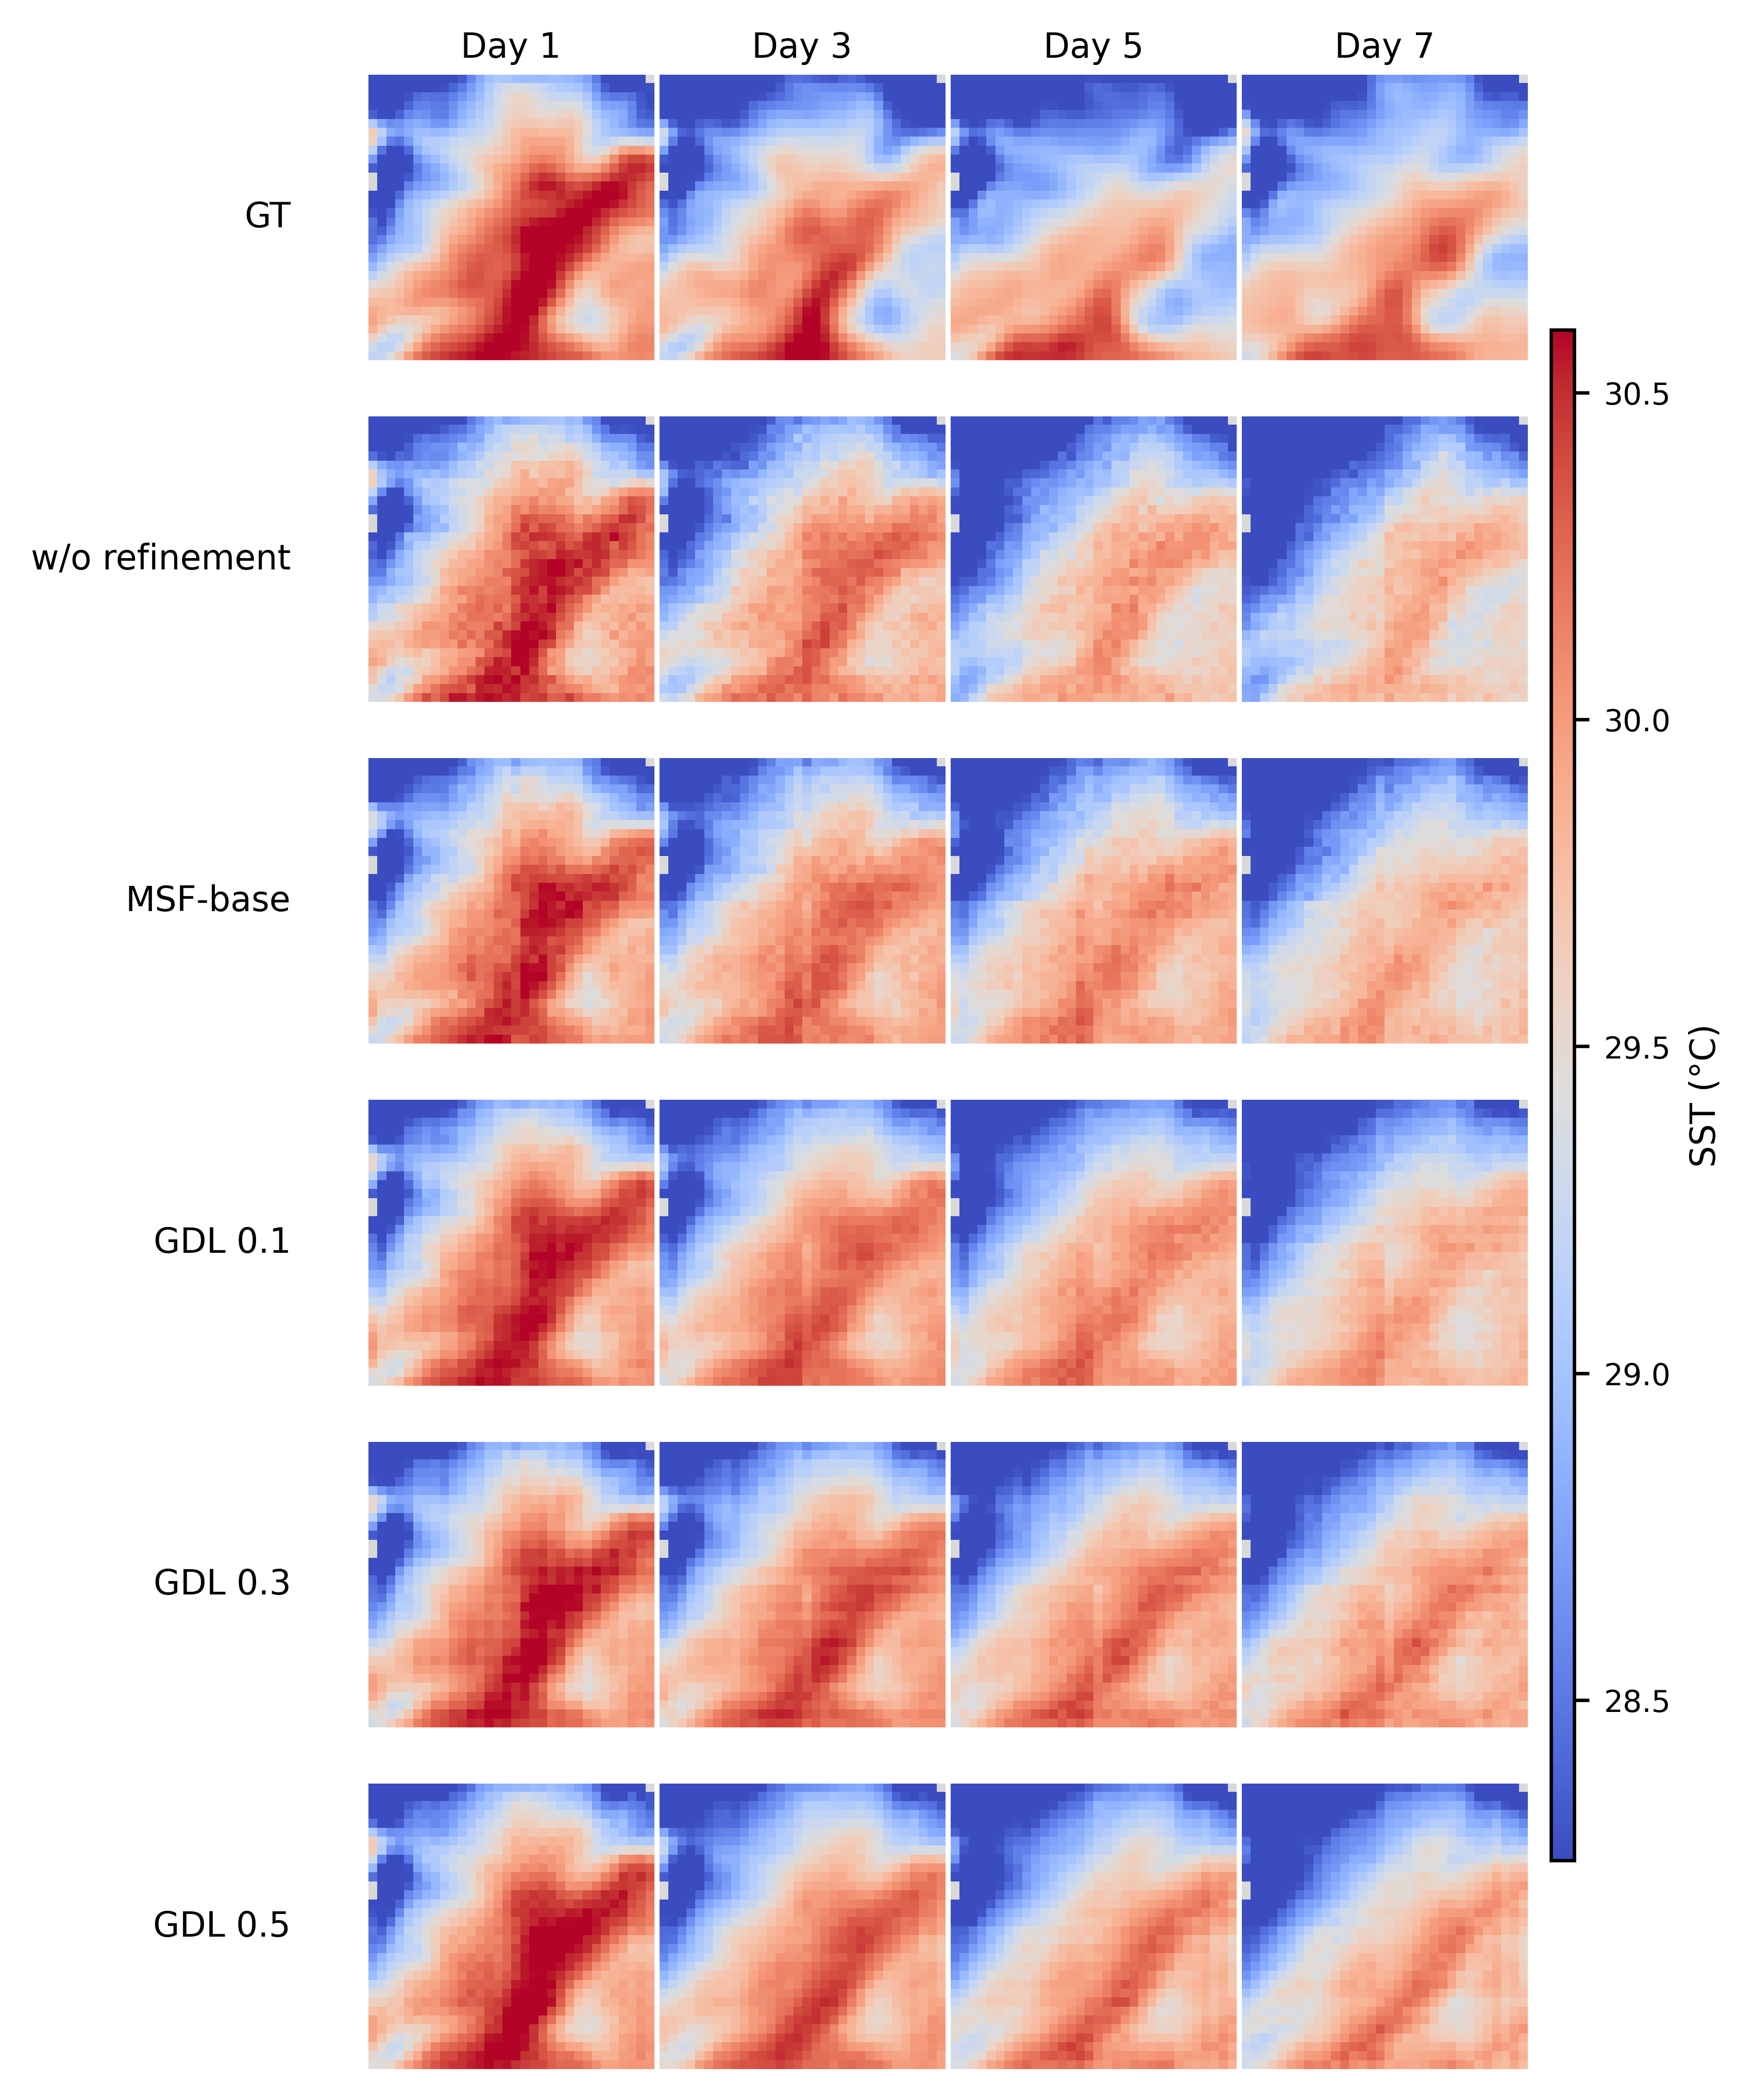 Day 1 Day 3 Day 5 Day 7
GT
w/o refinement
MSF-base
GDL 0.1
GDL 0.3
GDL 0.5
30.5
30.0
29.5
29.0
28.5
SST (°C)